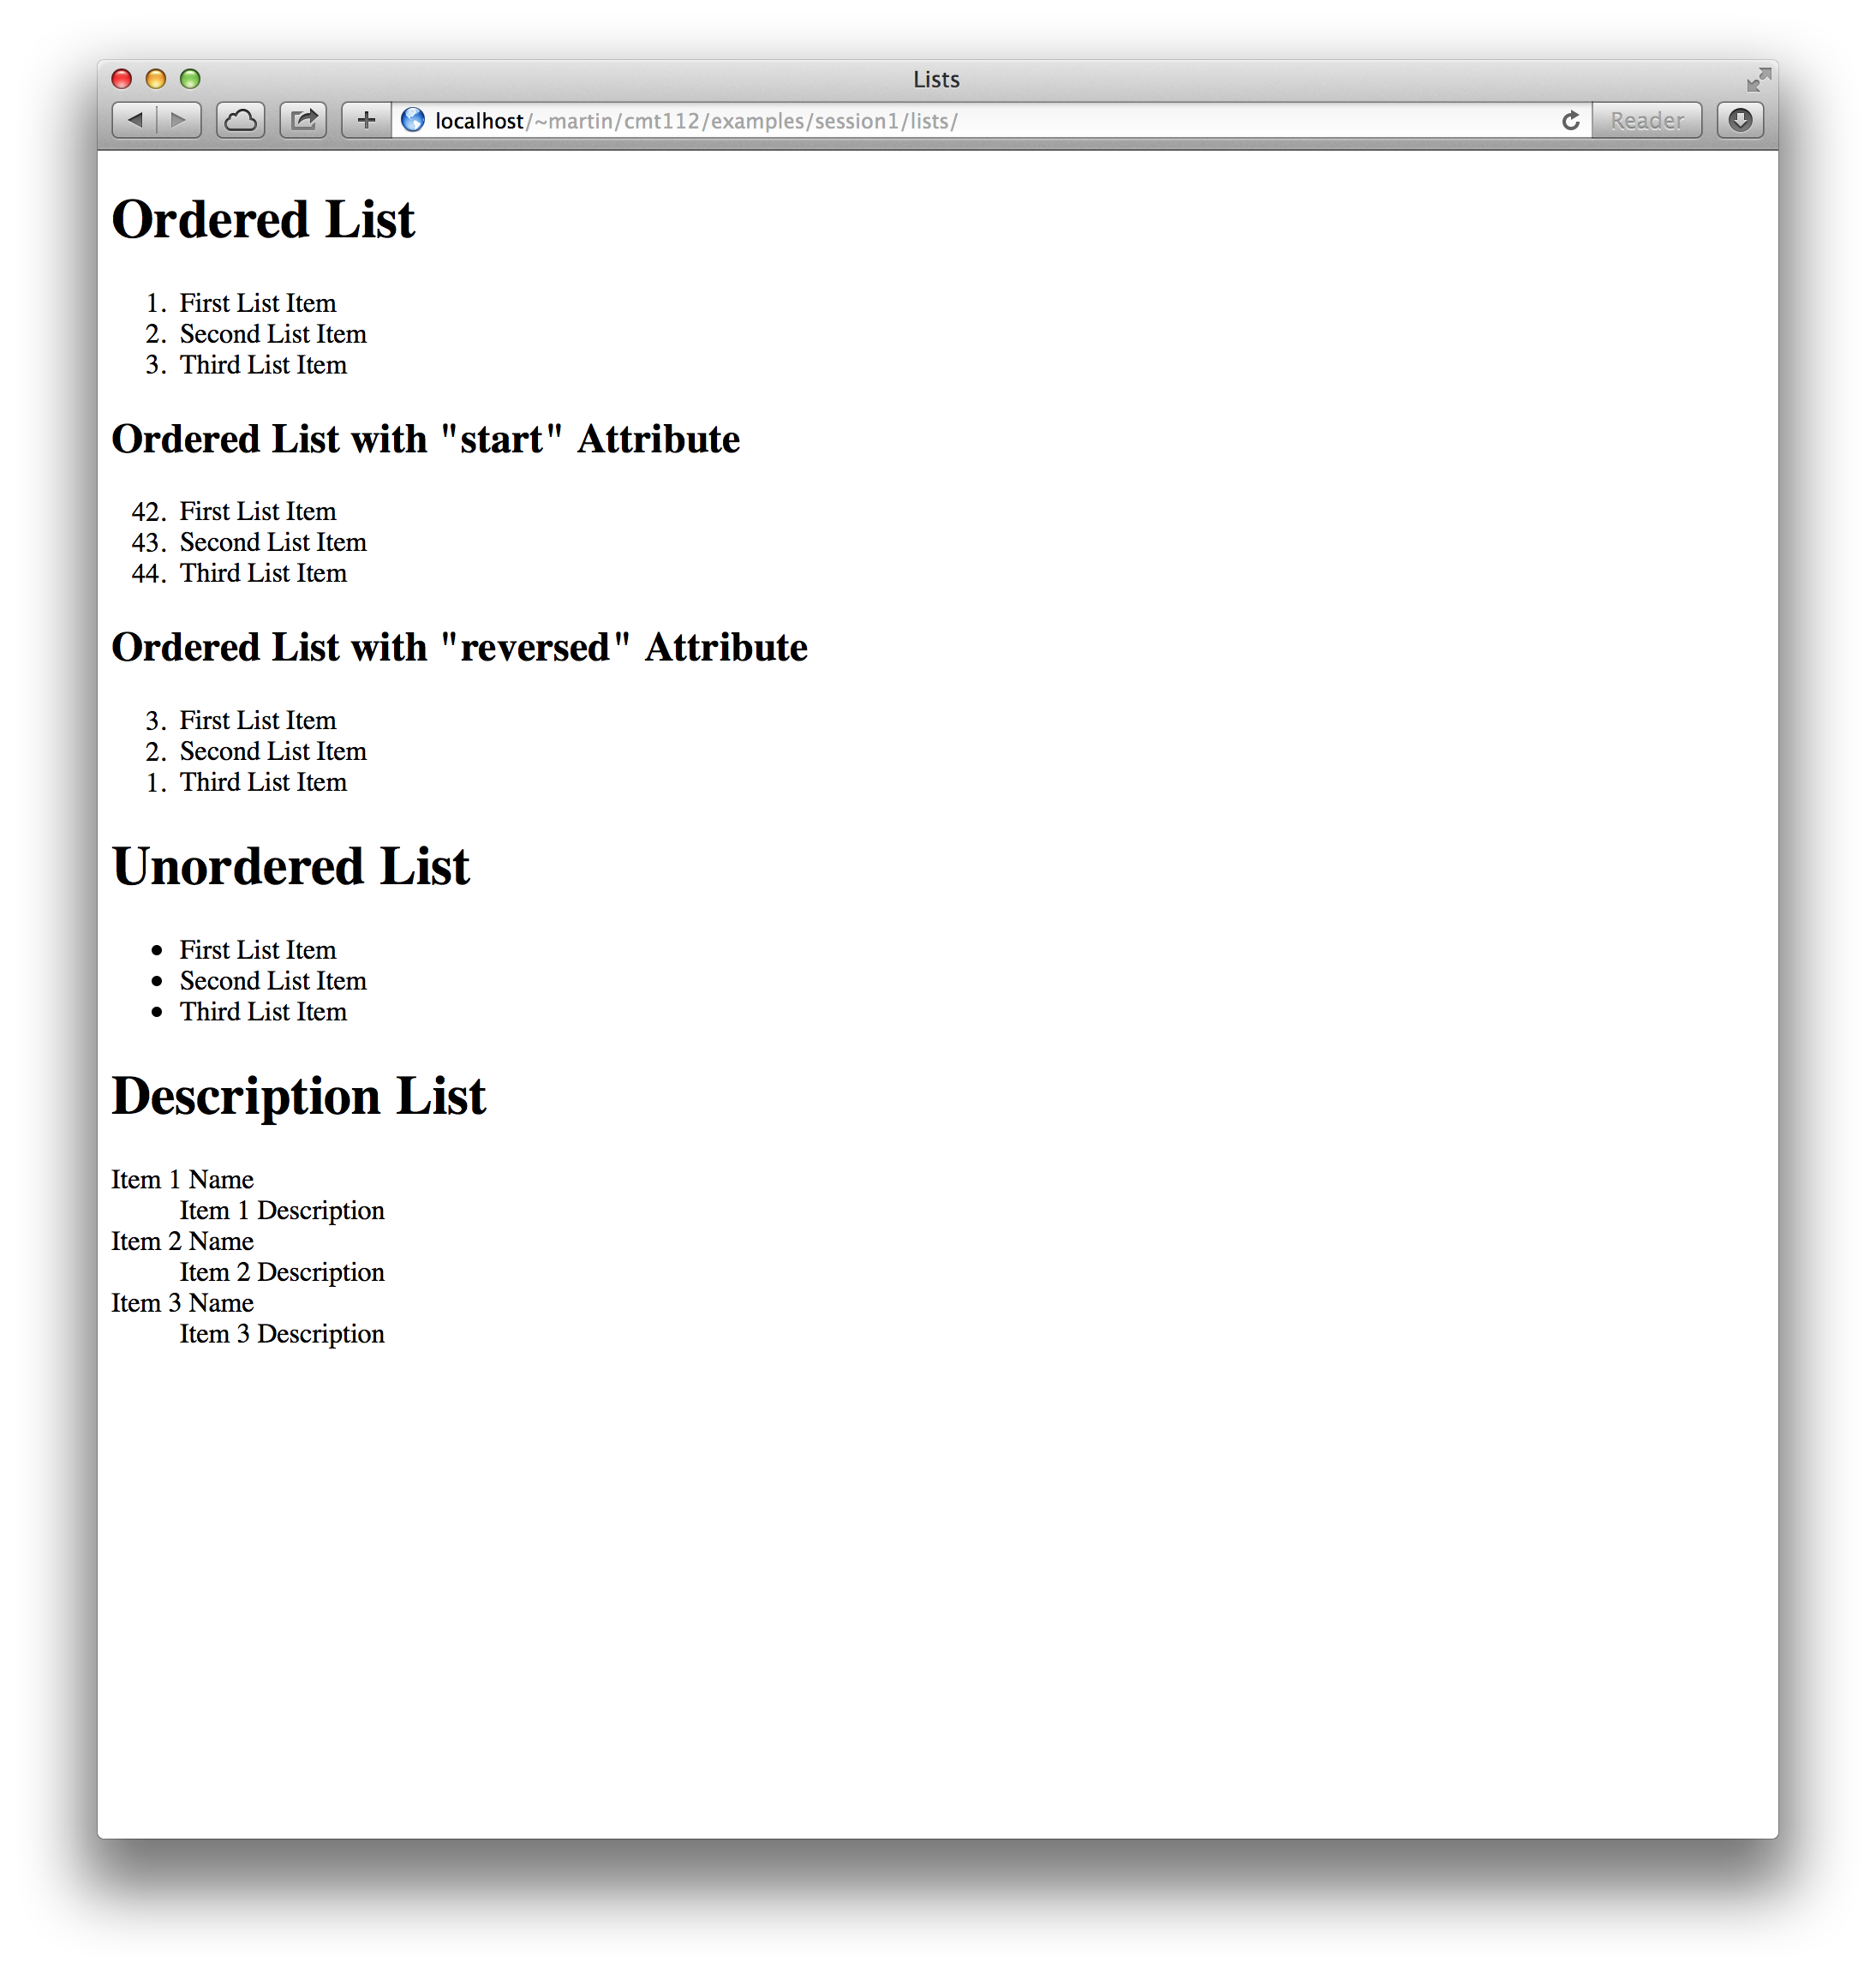 Lists
localhost/~martin/cmt112/examples/session1/lists/
Reader
Ordered List
1. First List Item
2. Second List Item
3. Third List Item
Ordered List with "start" Attribute
42. First List Item
43. Second List Item
44. Third List Item
Ordered List with "reversed" Attribute
3. First List Item
2. Second List Item
1. Third List Item
Unordered List
• First List Item
• Second List Item
• Third List Item
Description List
Item 1 Name
Item 1 Description
Item 2 Name
Item 2 Description
Item 3 Name
Item 3 Description